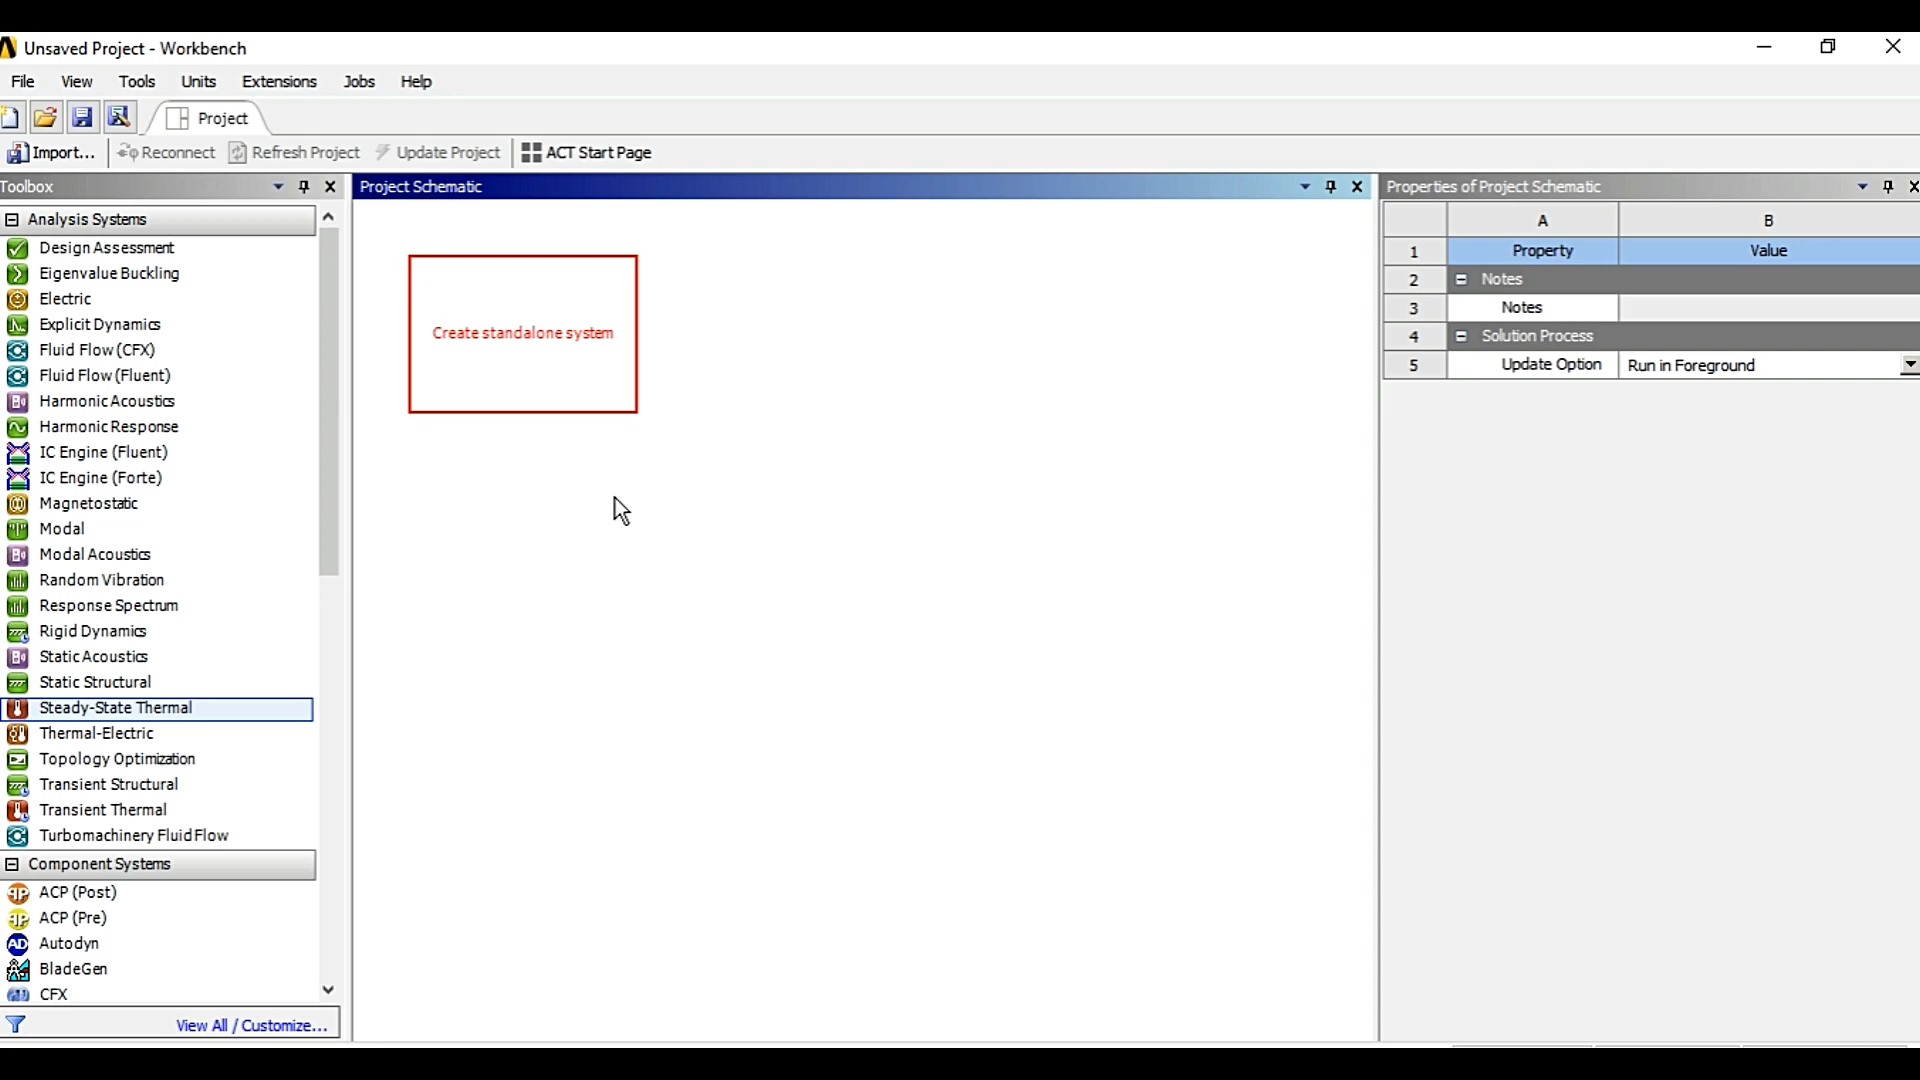 Unsaved Project - Workbench
File View Tools Units Extensions Jobs Help
Project
Import... Reconnect Refresh Project Update Project ACT Start Page
Toolbox
Analysis Systems
Design Assessment
Eigenvalue Buckling
Electric
Explicit Dynamics
Fluid Flow (CFX)
Fluid Flow (Fluent)
Harmonic Acoustics
Harmonic Response
IC Engine (Fluent)
IC Engine (Forte)
Magnetostatic
Modal
Modal Acoustics
Random Vibration
Response Spectrum
Rigid Dynamics
Static Acoustics
Static Structural
Steady-State Thermal
Thermal-Electric
Topology Optimization
Transient Structural
Transient Thermal
Turbomachinery Fluid Flow
Component Systems
ACP (Post)
ACP (Pre)
AD Autodyn
BladeGen
CFX
View All / Customize...
Project Schematic
Create standalone system
Properties of Project Schematic
A B
1 Property Value
2 Notes
3 Notes
4 Solution Process
5 Update Option Run in Foreground